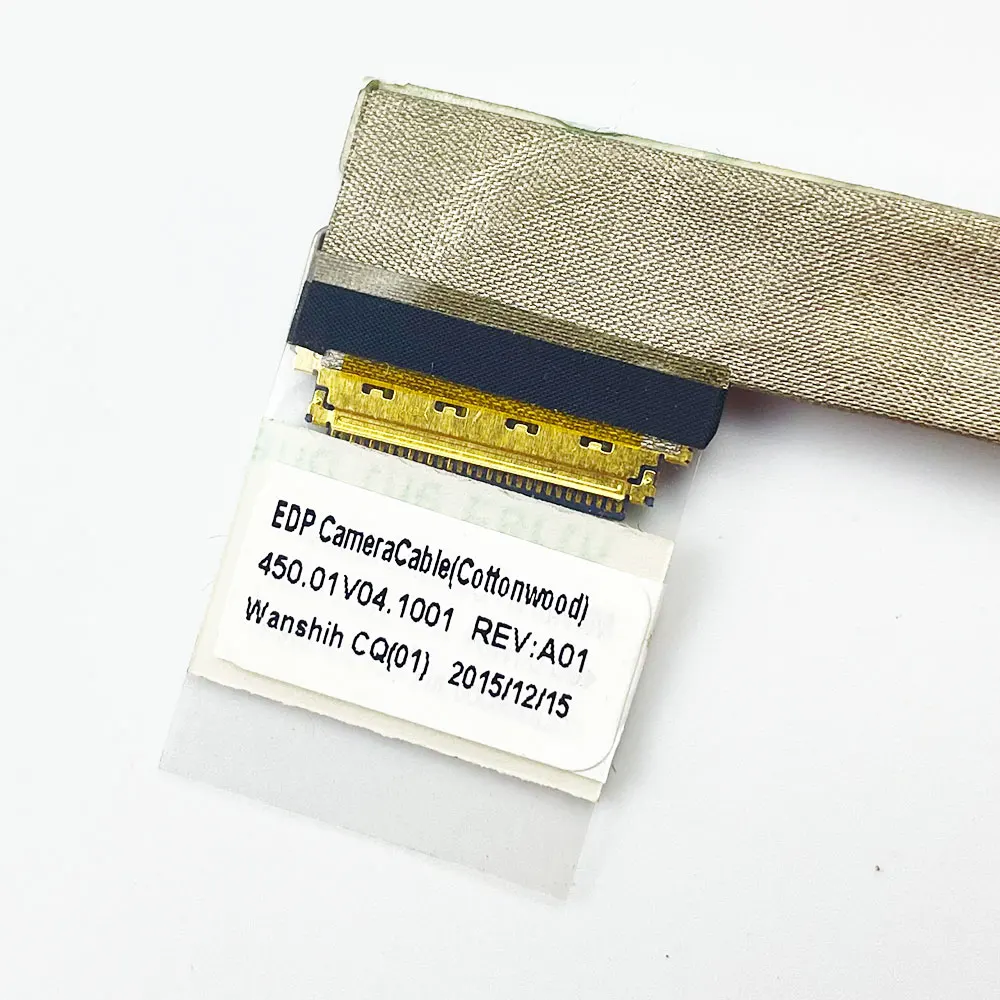 EDP CameraCable(Cottonwood)
450.01V04.1001 REV:A01
Wanshih CQ(01) 2015/12/15